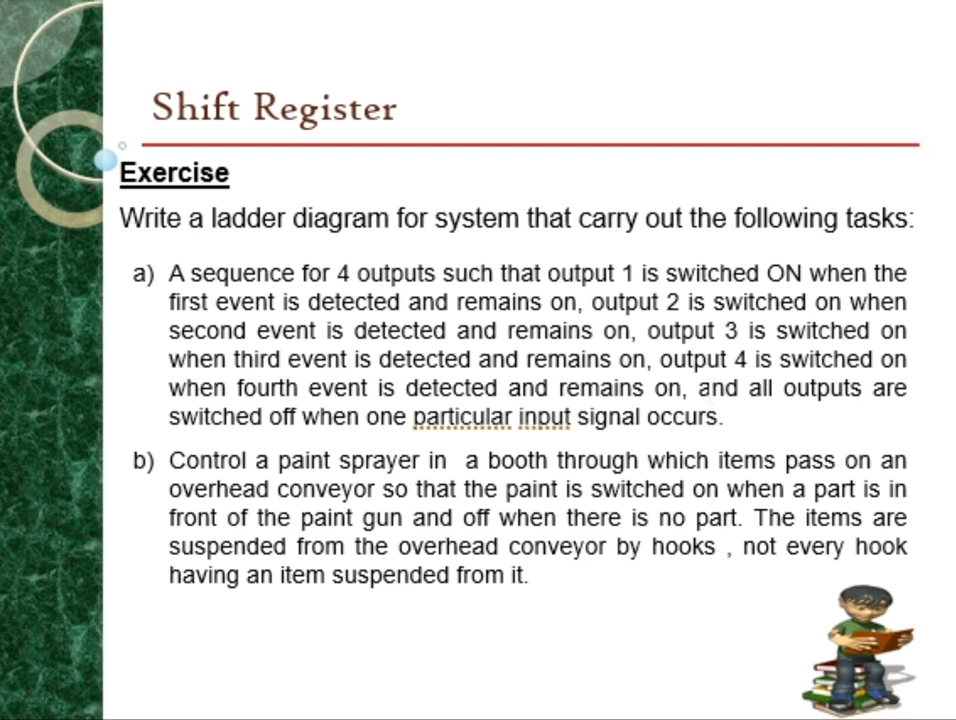 Shift Register
Exercise
Write a ladder diagram for system that carry out the following tasks:
a) A sequence for 4 outputs such that output 1 is switched ON when the
first event is detected and remains on, output 2 is switched on when
second event is detected and remains on, output 3 is switched on
when third event is detected and remains on, output 4 is switched on
when fourth event is detected and remains on, and all outputs are
switched off when one particular input signal occurs.
b) Control a paint sprayer in a booth through which items pass on an
overhead conveyor so that the paint is switched on when a part is in
front of the paint gun and off when there is no part. The items are
suspended from the overhead conveyor by hooks , not every hook
having an item suspended from it.